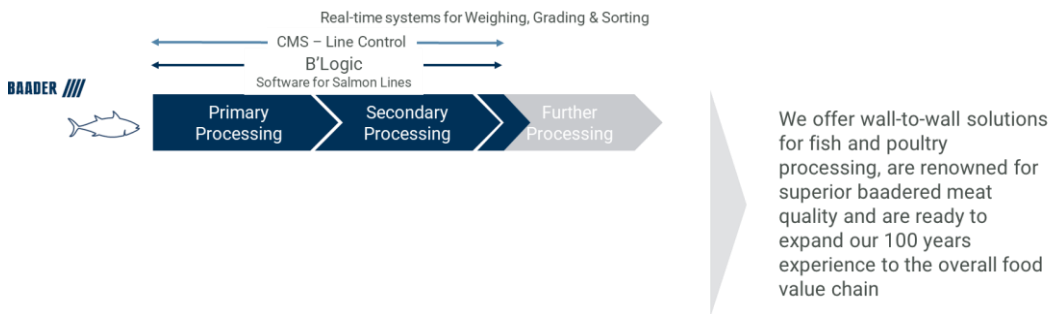 Real-time systems for Weighing, Grading & Sorting
CMS – Line Control
B'Logic
Software for Salmon Lines
BAADER
Primary
Processing
Secondary
Processing
Further
Processing
We offer wall-to-wall solutions
for fish and poultry
processing, are renowned for
superior baadered meat
quality and are ready to
expand our 100 years
experience to the overall food
value chain